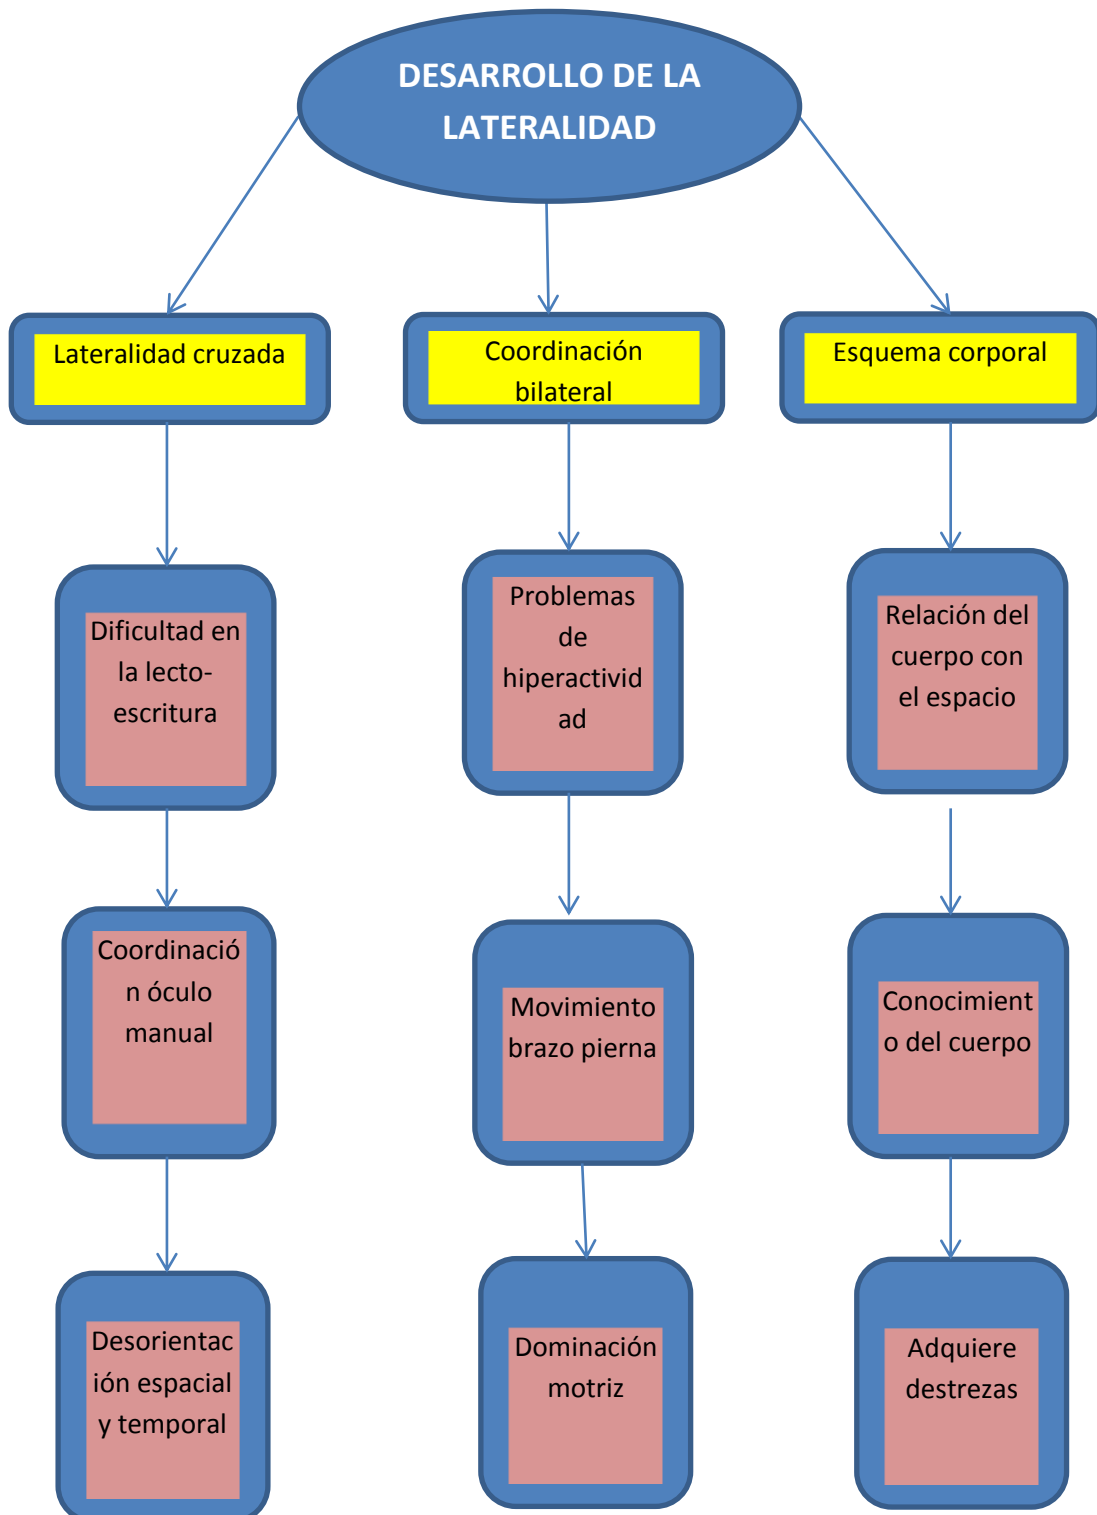 DESARROLLO DE LA
LATERALIDAD
Lateralidad cruzada
Coordinación
bilateral
Esquema corporal
Dificultad en
la lecto-
escritura
Problemas
de
hiperactivid
ad
Relación del
cuerpo con
el espacio
Coordinació
n óculo
manual
Movimiento
brazo pierna
Conocimient
o del cuerpo
Desorientac
ión espacial
y temporal
Dominación
motriz
Adquiere
destrezas